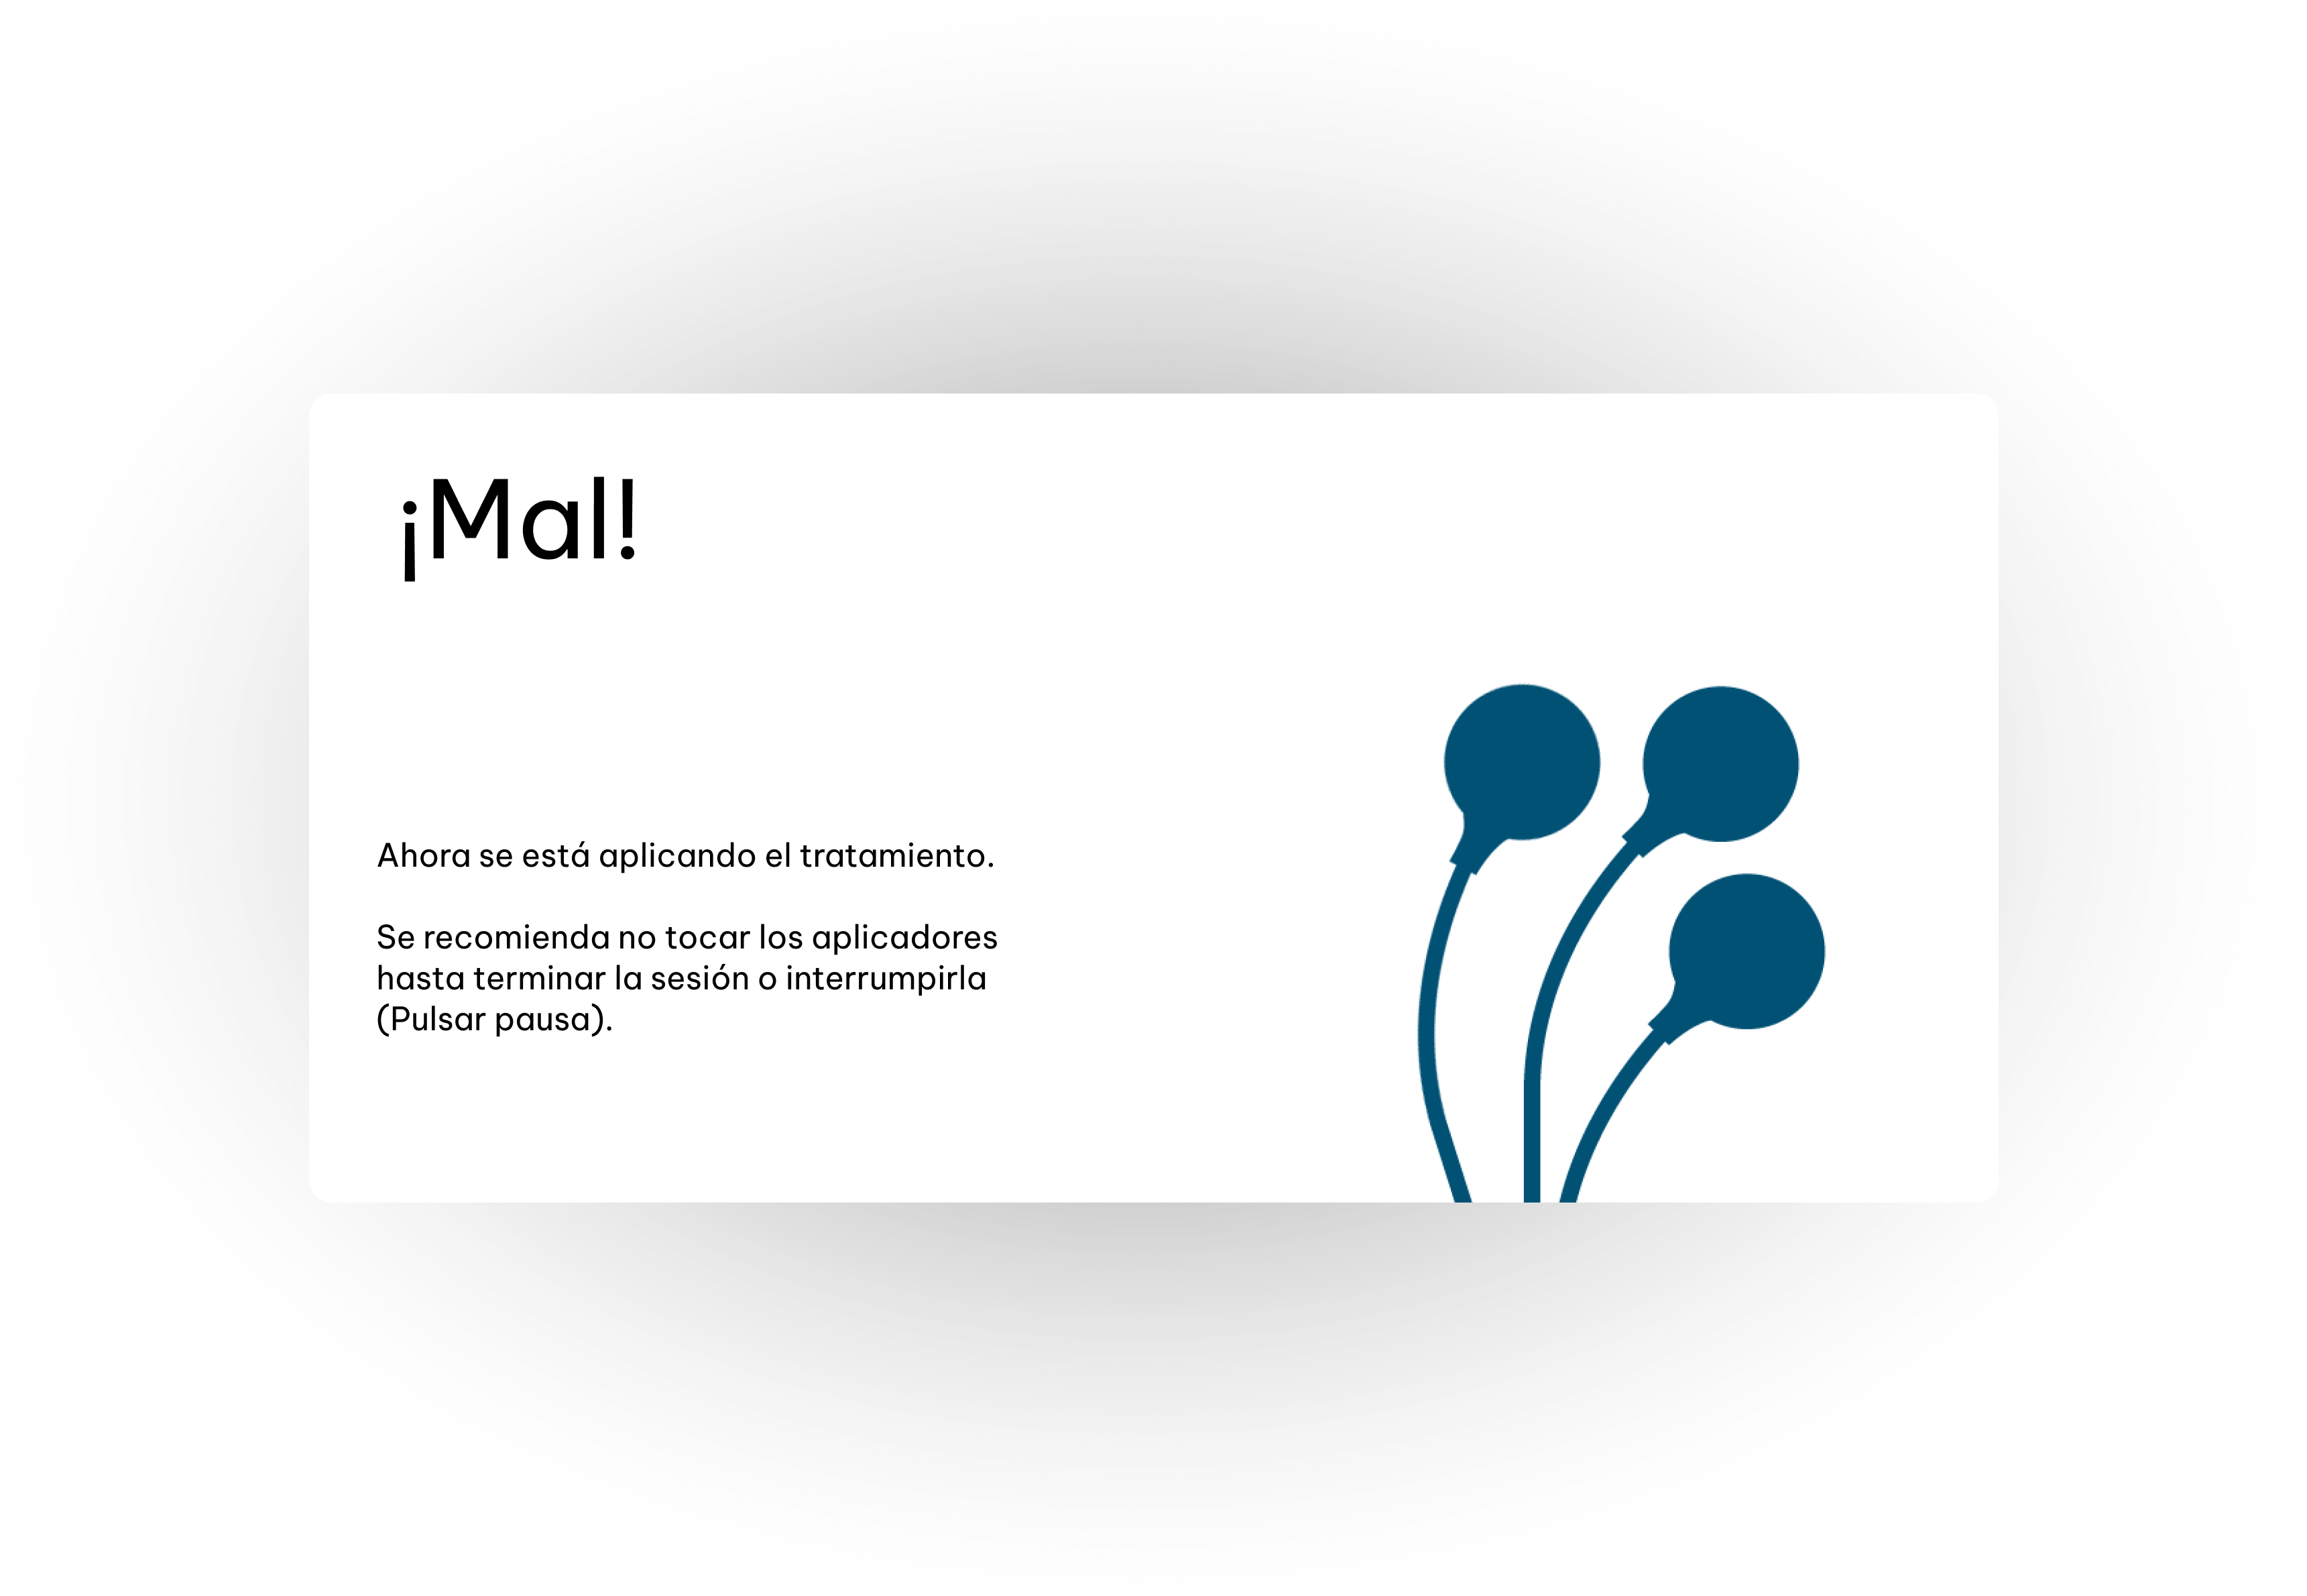 ¡Mal!
Ahora se está aplicando el tratamiento.
Se recomienda no tocar los aplicadores
hasta terminar la sesión o interrumpirla
(Pulsar pausa).